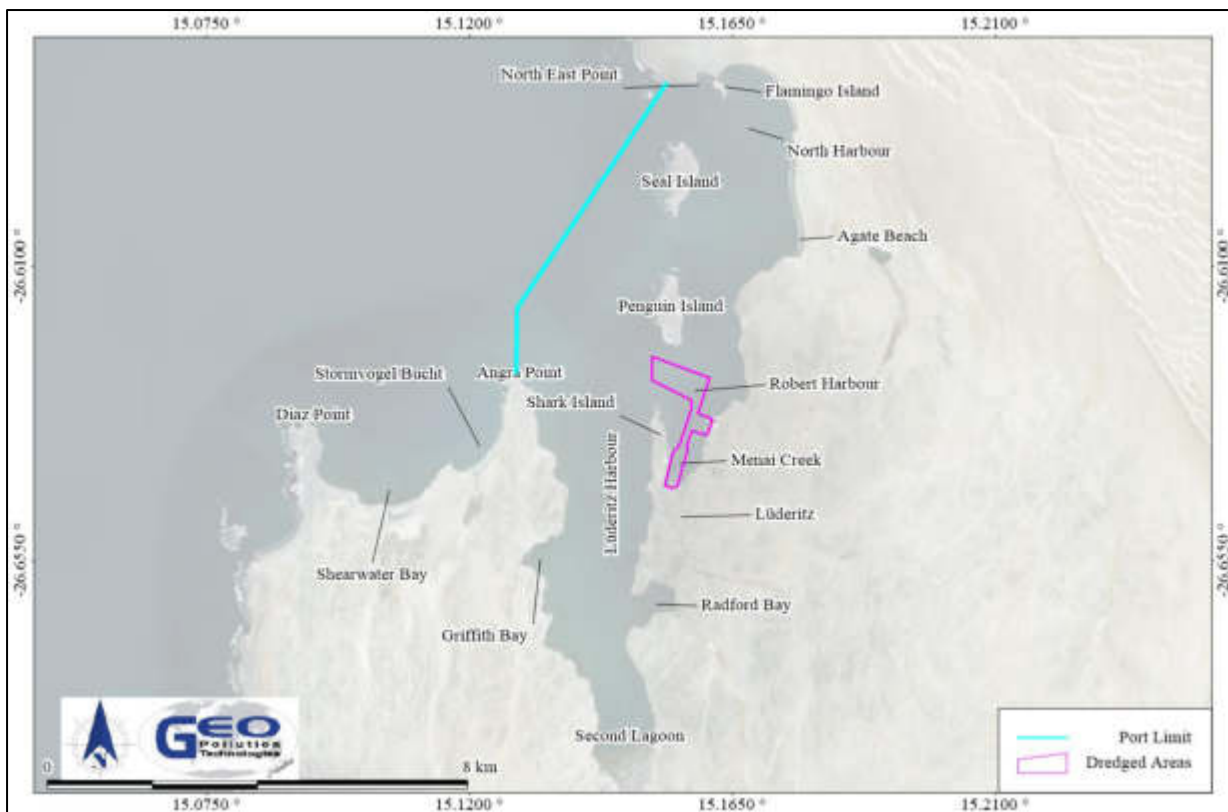 15.0750 °
15.1200 °
15.1650 °
15.2100 °
North East Point
Flamingo Island
North Harbour
Seal Island
Agate Beach
-26.6100 °
-26.6100 °
Penguin Island
Stormvogel Bucht
Angra Point
Robert Harbour
Shark Island
Diaz Point
Menai Creek
Lüderitz Harbour
Lüderitz
-26.6550 °
-26.6550 °
Shearwater Bay
Radford Bay
Griffith Bay
Second Lagoon
GEO
Pollution
Technologies
Port Limit
Dredged Areas
0
8 km
15.0750 °
15.1200 °
15.1650 °
15.2100 °